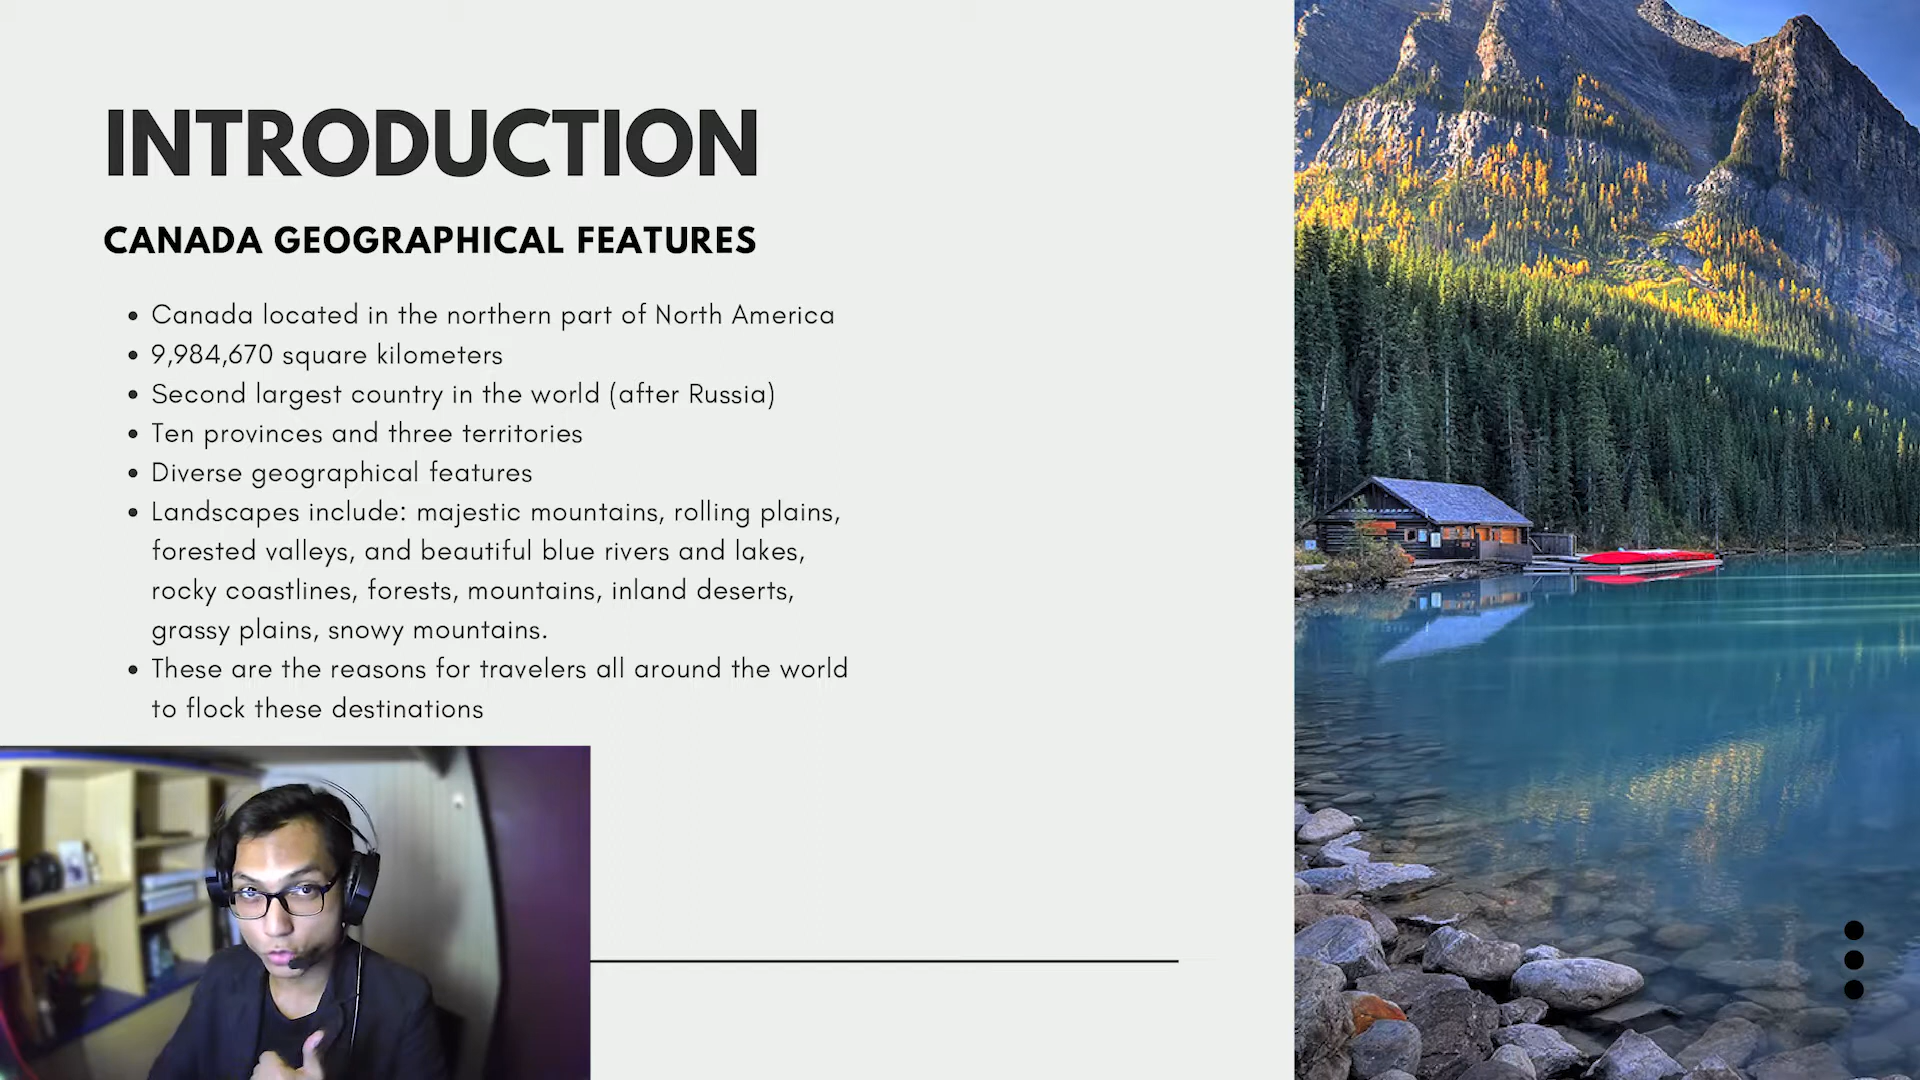 INTRODUCTION
CANADA GEOGRAPHICAL FEATURES
• Canada located in the northern part of North America
• 9,984,670 square kilometers
• Second largest country in the world (after Russia)
• Ten provinces and three territories
• Diverse geographical features
• Landscapes include: majestic mountains, rolling plains,
forested valleys, and beautiful blue rivers and lakes,
rocky coastlines, forests, mountains, inland deserts,
grassy plains, snowy mountains.
• These are the reasons for travelers all around the world
to flock these destinations